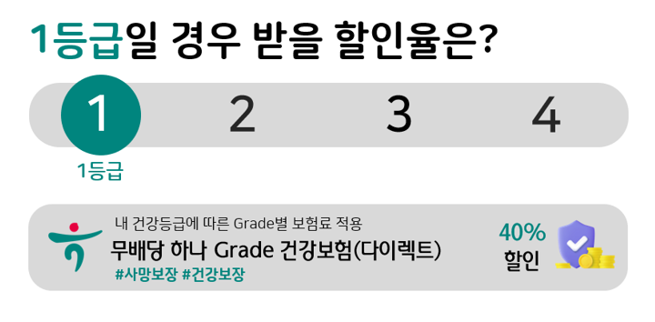 1등급일 경우 받을 할인율은?
1 2 3 4
1등급
내 건강등급에 따른 Grade별 보험료 적용
무배당 하나 Grade 건강보험(다이렉트)
#사망보장 #건강보장
40%
할인